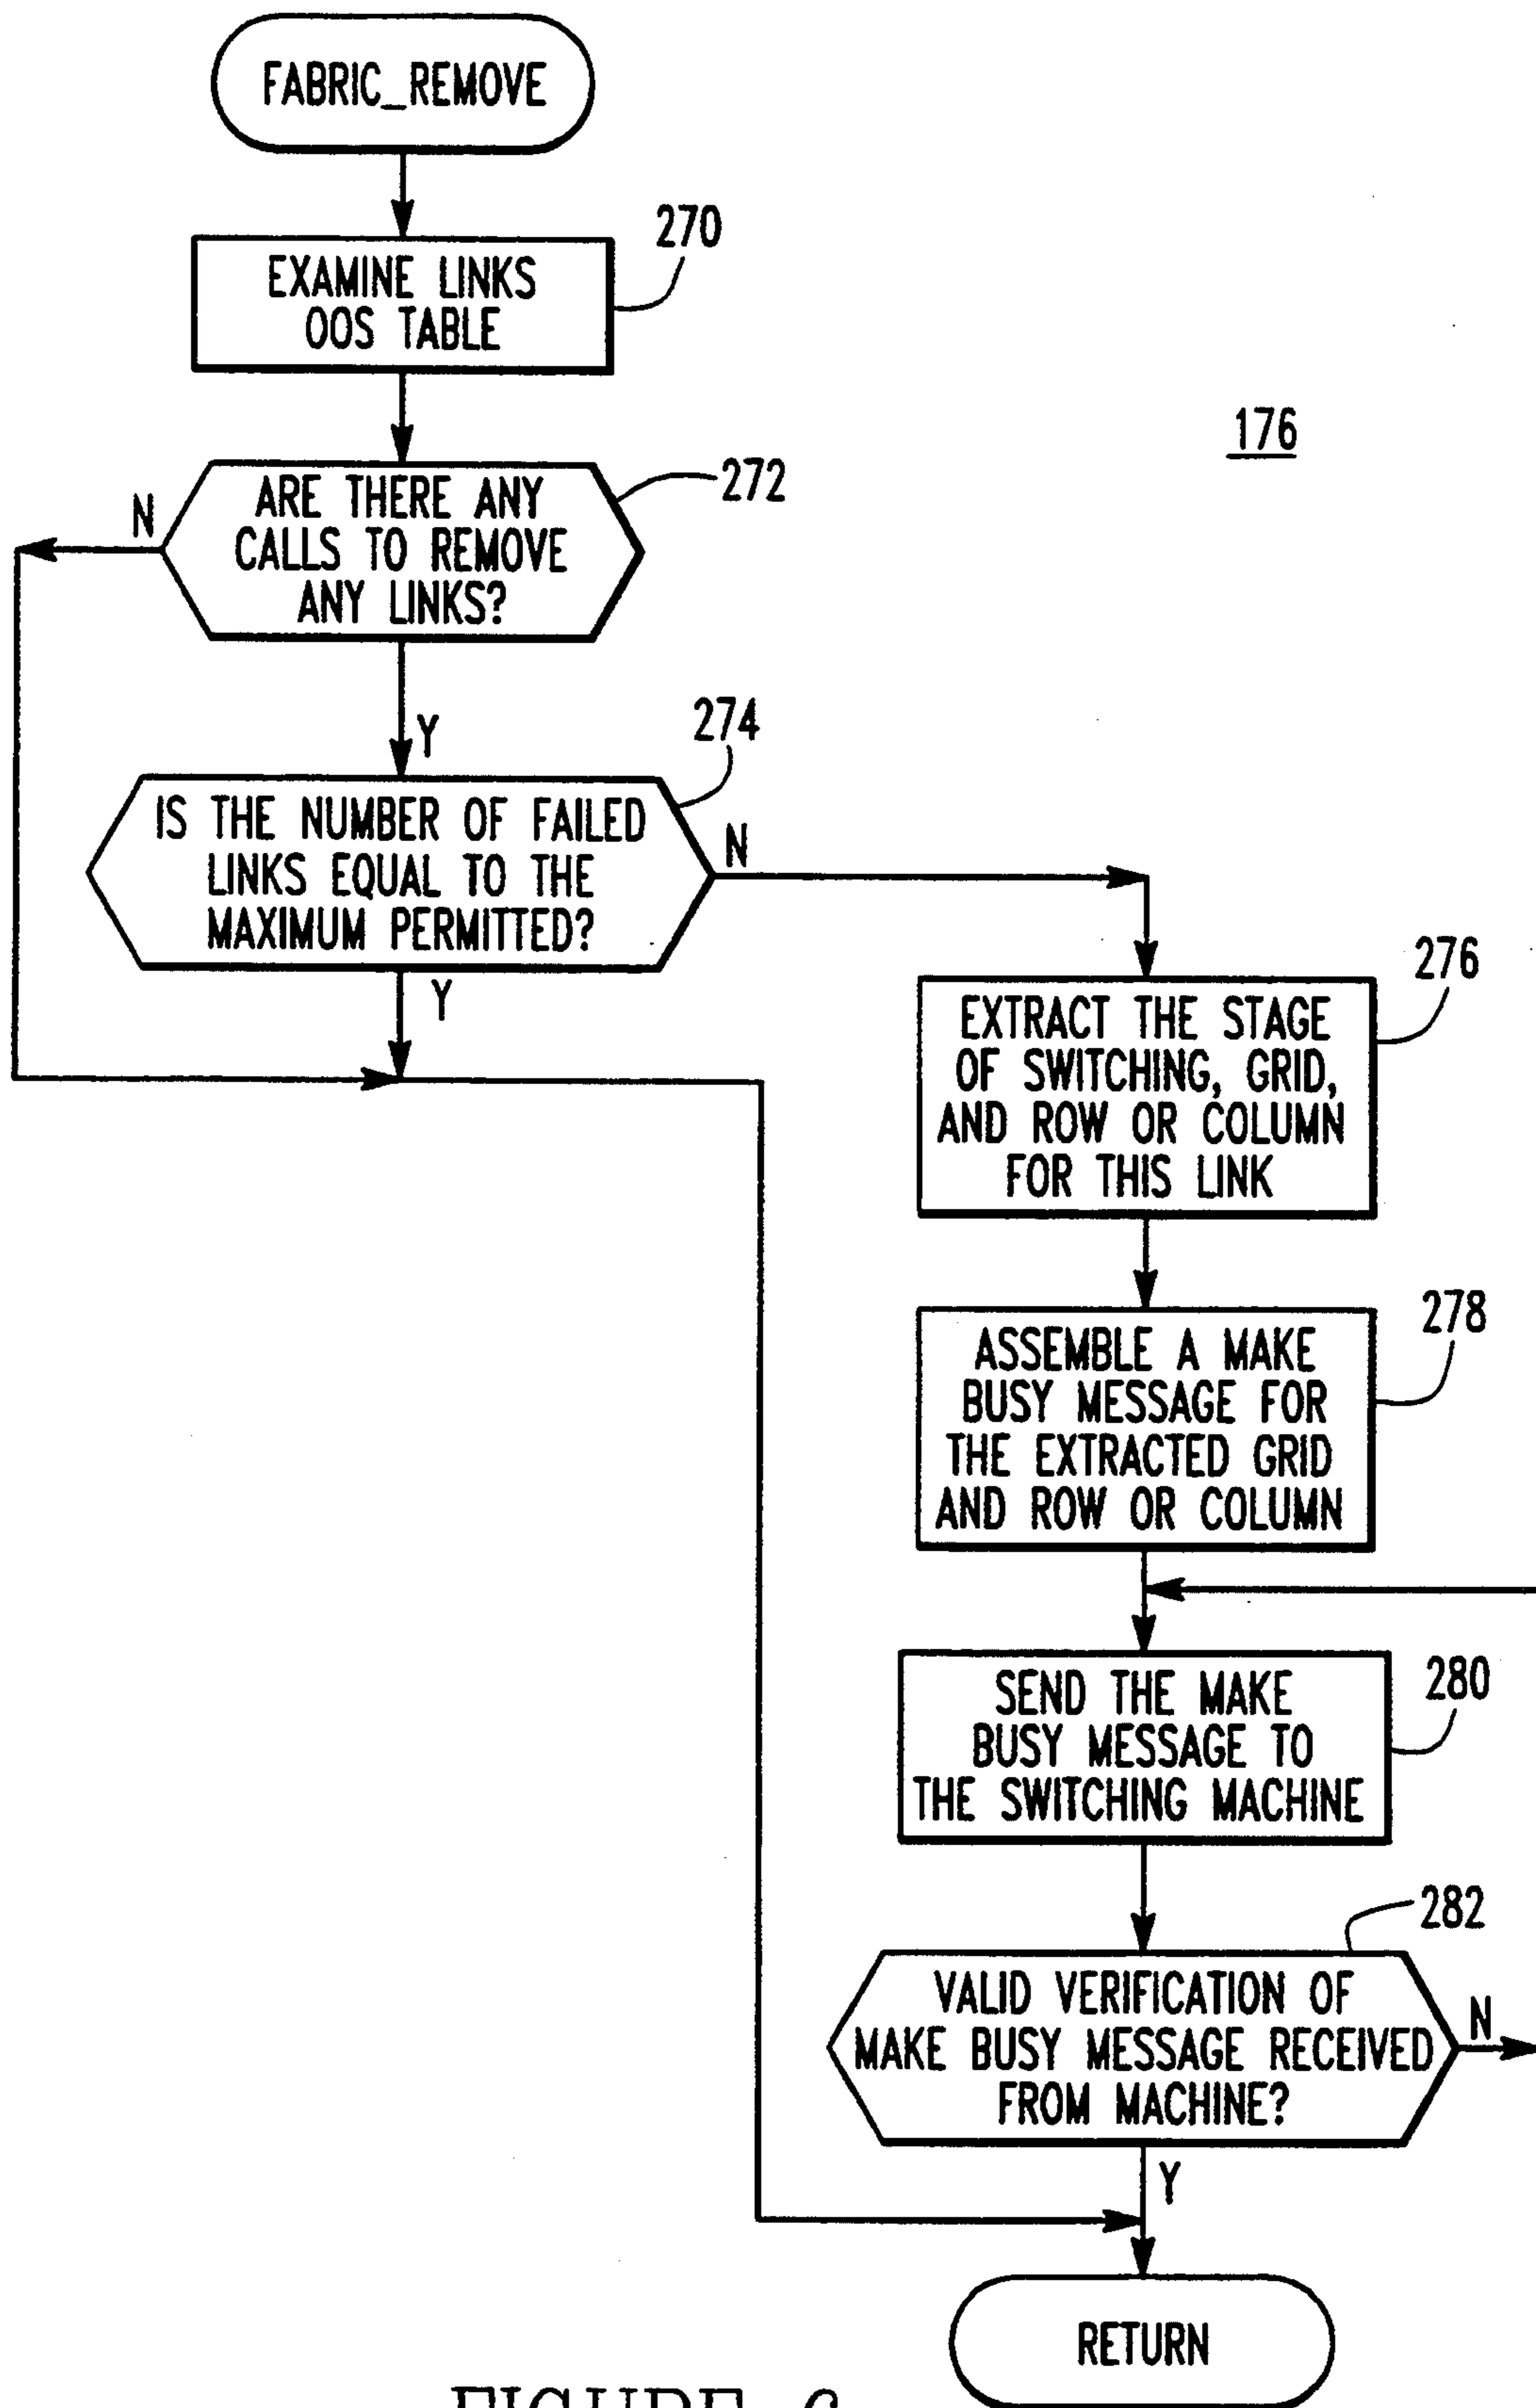 FABRIC_REMOVE
270
EXAMINE LINKS
OOS TABLE
176
272
N
ARE THERE ANY
CALLS TO REMOVE
ANY LINKS?
Y
274
IS THE NUMBER OF FAILED
LINKS EQUAL TO THE
MAXIMUM PERMITTED?
N
Y
276
EXTRACT THE STAGE
OF SWITCHING, GRID,
AND ROW OR COLUMN
FOR THIS LINK
278
ASSEMBLE A MAKE
BUSY MESSAGE FOR
THE EXTRACTED GRID
AND ROW OR COLUMN
280
SEND THE MAKE
BUSY MESSAGE TO
THE SWITCHING MACHINE
282
VALID VERIFICATION OF
MAKE BUSY MESSAGE RECEIVED
FROM MACHINE?
N
Y
RETURN
FIGURE